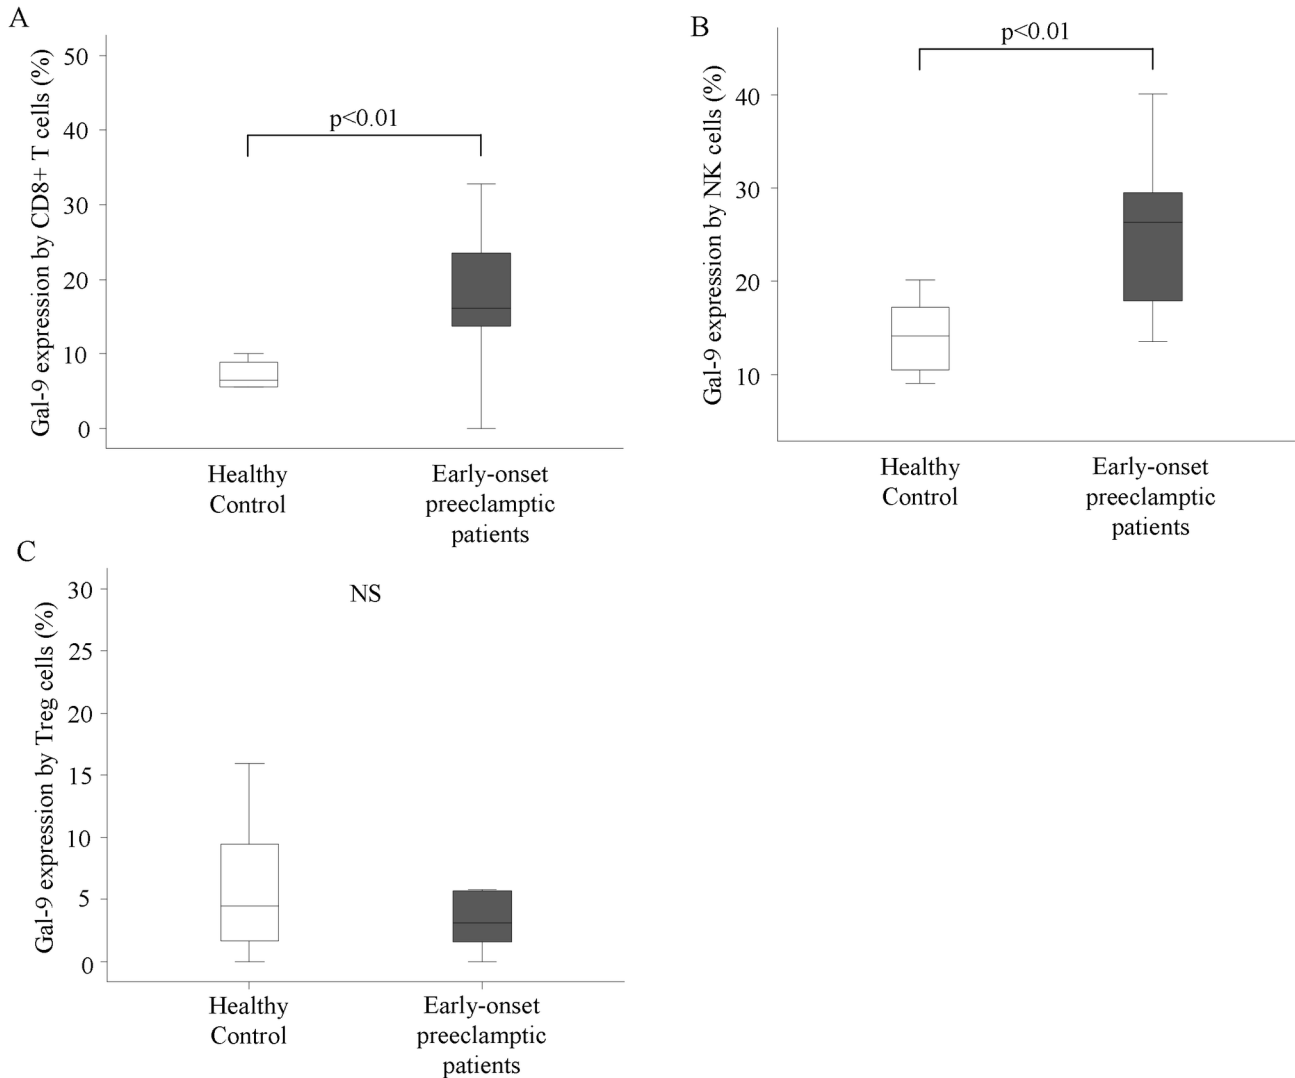 A
Gal-9 expression by CD8+ T cells (%)
50
40
30
20
10
0
p<0.01
Healthy
Control
Early-onset
preeclamptic
patients
B
Gal-9 expression by NK cells (%)
40
30
20
10
p<0.01
Healthy
Control
Early-onset
preeclamptic
patients
C
Gal-9 expression by Treg cells (%)
30
25
20
15
10
5
0
NS
Healthy
Control
Early-onset
preeclamptic
patients